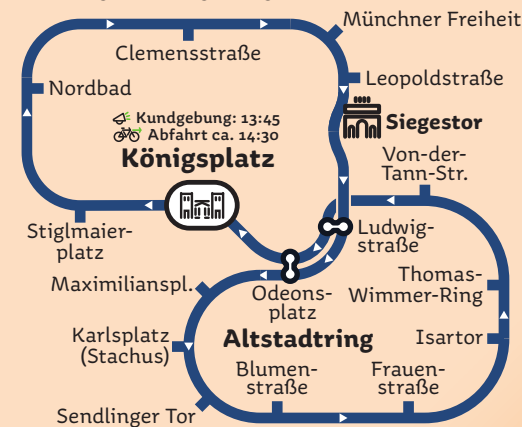 Münchner Freiheit
Clemensstraße
Leopoldstraße
Nordbad
Kundgebung: 13:45
Abfahrt ca. 14:30
Königsplatz
Siegestor
Von-der-
Tann-Str.
Stiglmaier-
platz
Ludwig-
straße
Maximilianspl.
Odeons-
platz
Thomas-
Wimmer-Ring
Karlsplatz
(Stachus)
Altstadtring
Isartor
Blumen-
straße
Frauen-
straße
Sendlinger Tor